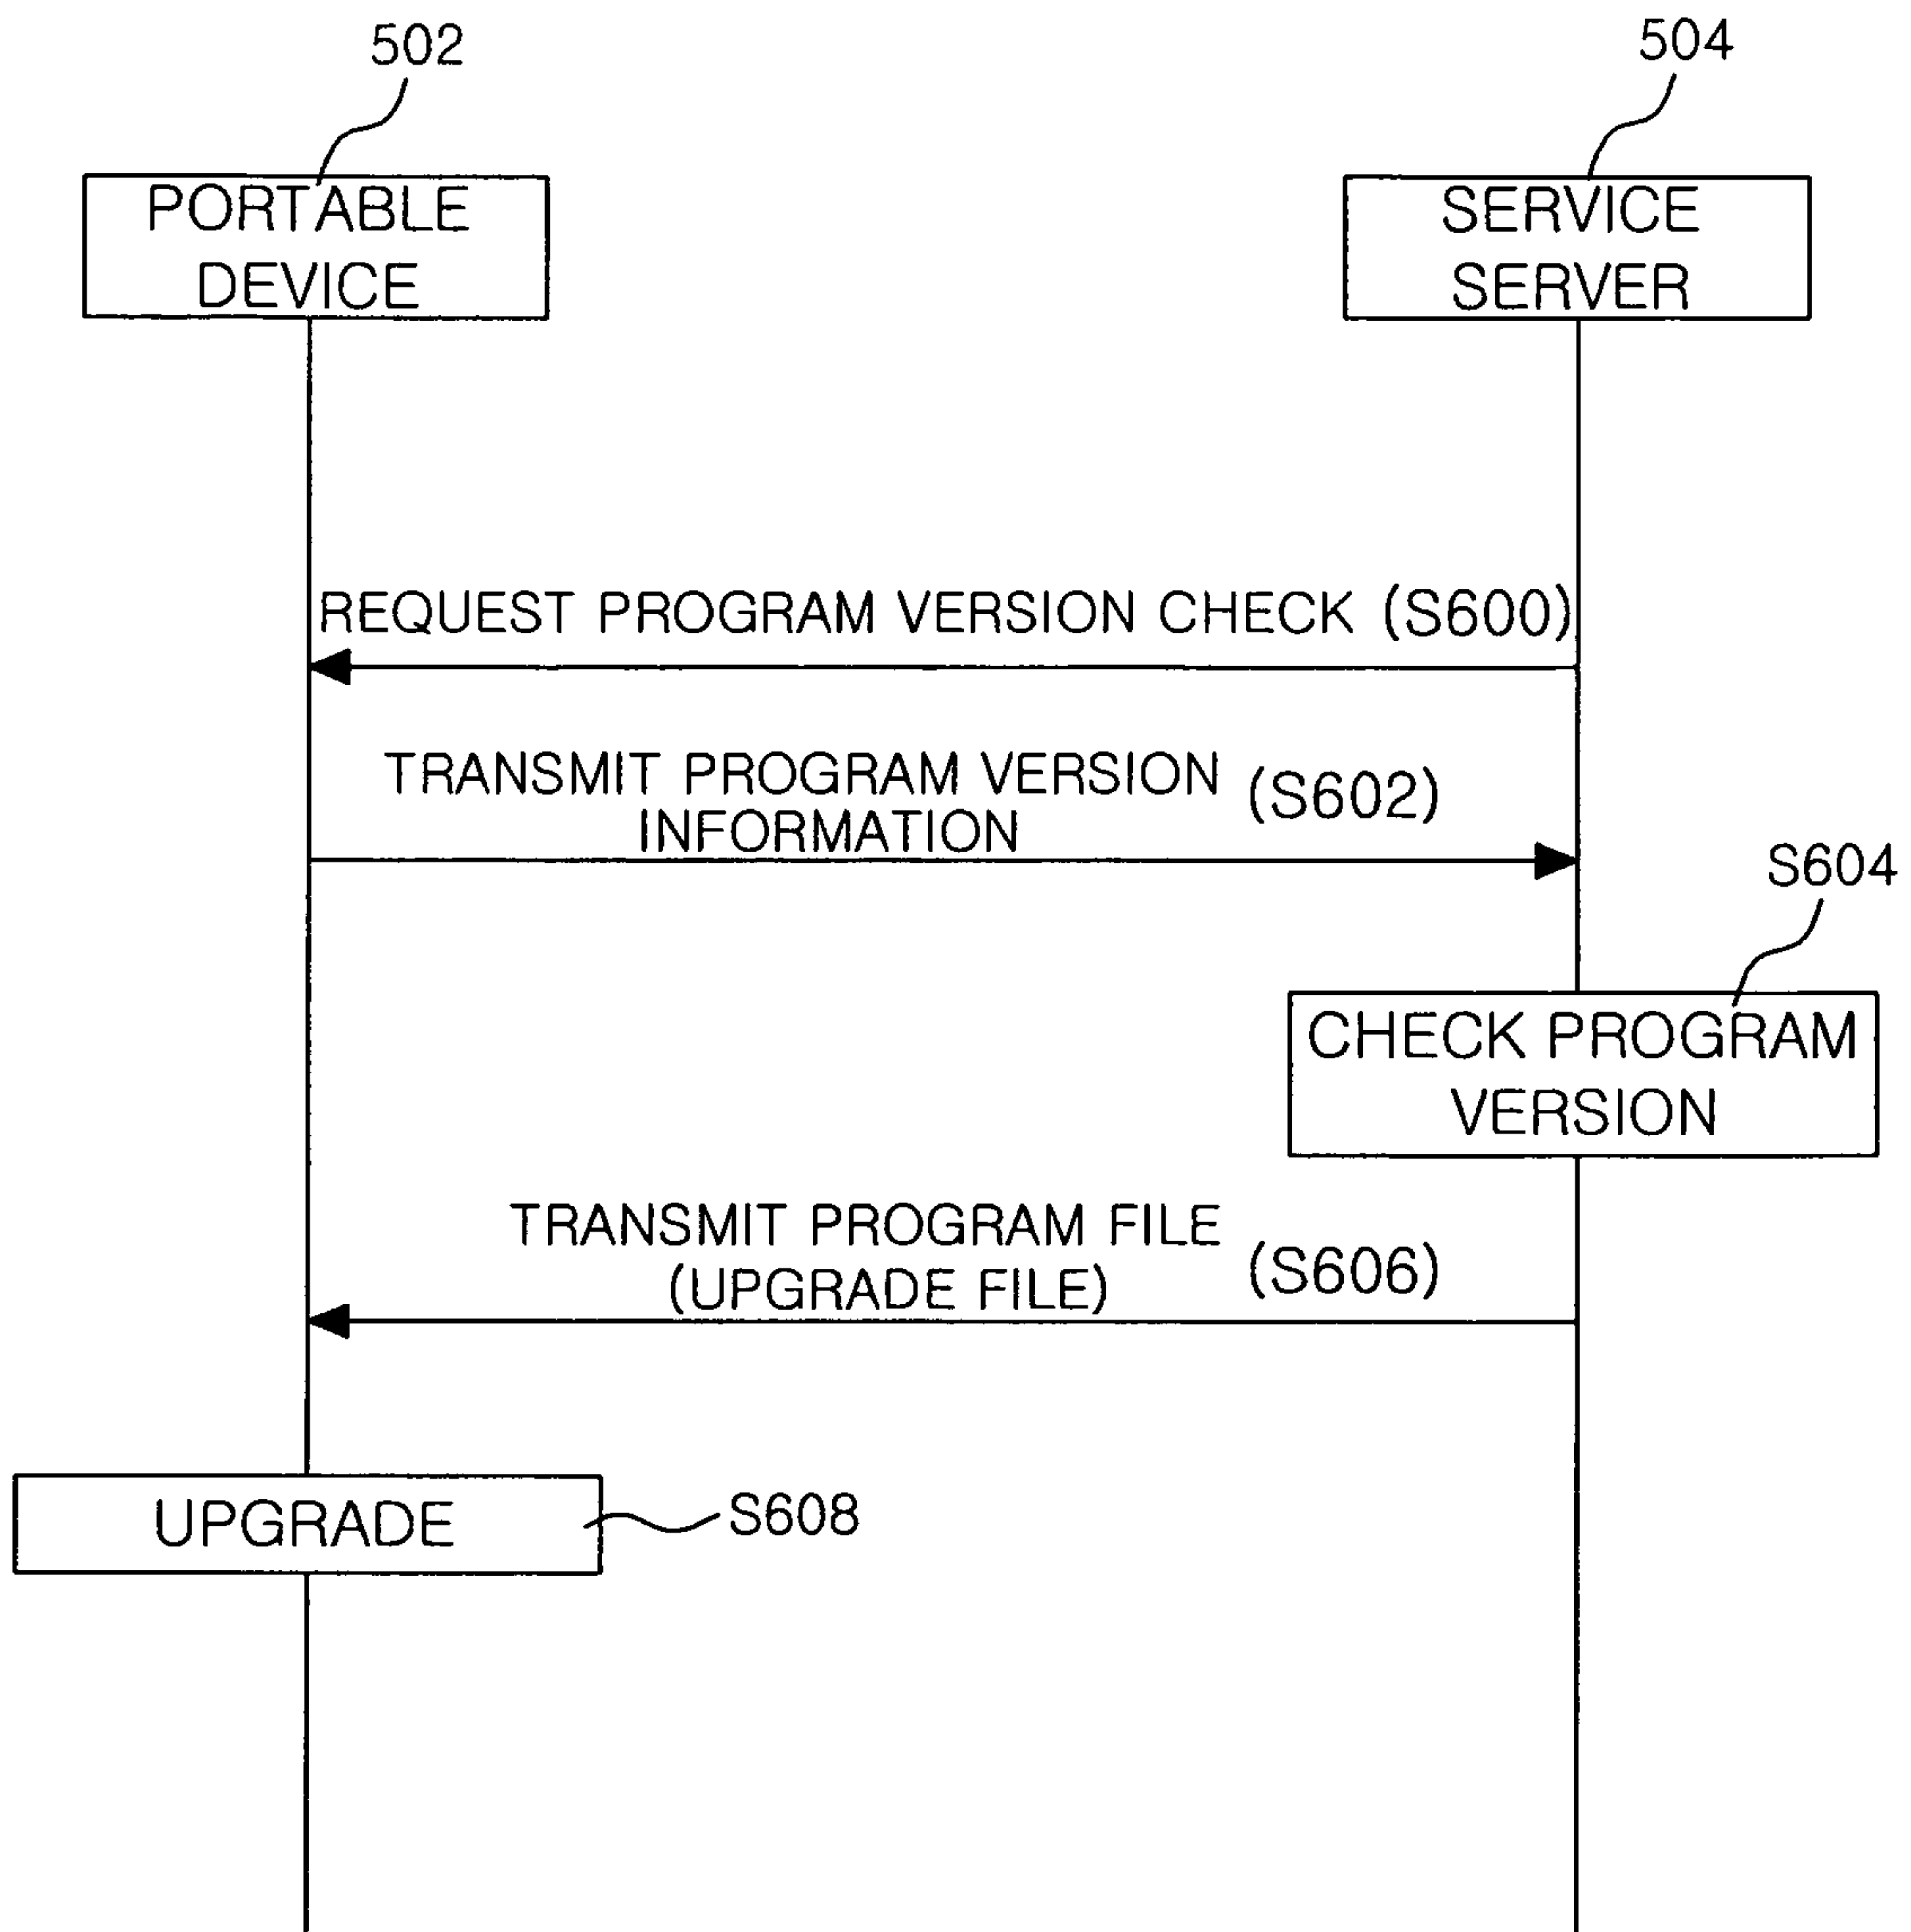 502
504
PORTABLE
DEVICE
SERVICE
SERVER
REQUEST PROGRAM VERSION CHECK (S600)
TRANSMIT PROGRAM VERSION
INFORMATION
(S602)
S604
CHECK PROGRAM
VERSION
TRANSMIT PROGRAM FILE
(UPGRADE FILE)
(S606)
UPGRADE
S608